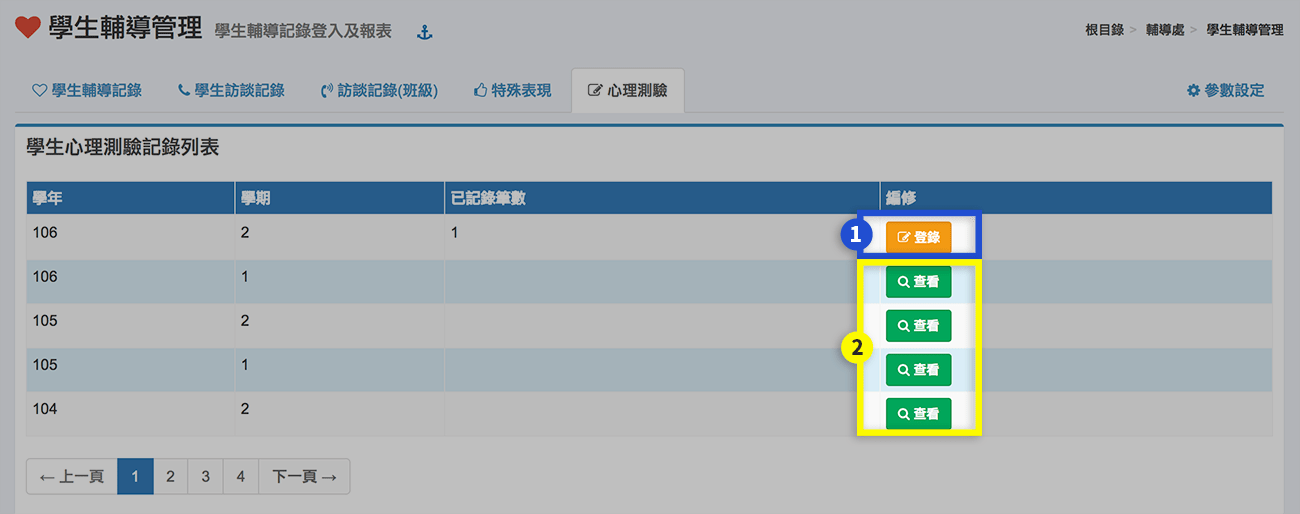 學生輔導管理 學生輔導記錄登入及報表
根目錄 > 輔導處 > 學生輔導管理
學生輔導記錄 學生訪談記錄 訪談記錄(班級) 特殊表現 心理測驗 參數設定
學生心理測驗記錄列表
學年 學期 已記錄筆數 編修
106 2 1 1 登錄
106 1 查看
105 2 查看
2
105 1 查看
104 2 查看
← 上一頁 1 2 3 4 下一頁 →